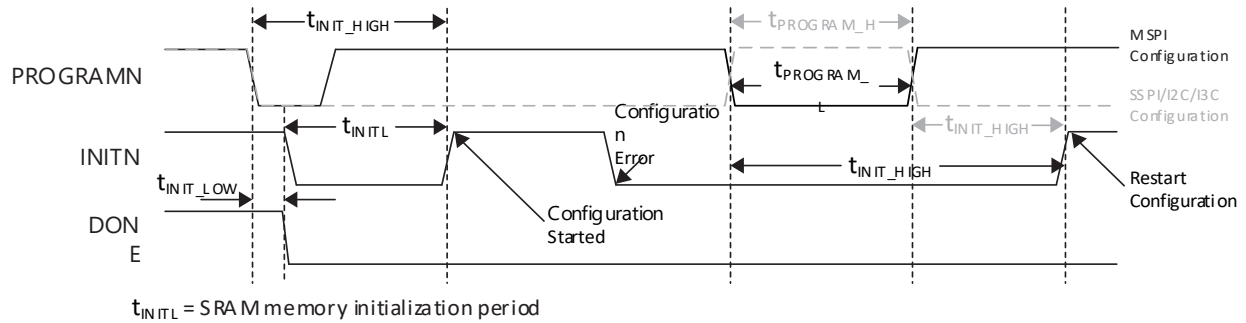 tINIT_HIGH
tPROGRAM_H
MSPI
Configuration
PROGRAMN
tPROGRAM_
L
SSPI/I2C/I3C
Configuration
tINITL
Configuratio
n
Error
tINIT_HIGH
INITN
tINIT_HIGH
tINIT_LOW
Restart
Configuration
Configuration
Started
DON
E
tINITL = SRAM memory initialization period